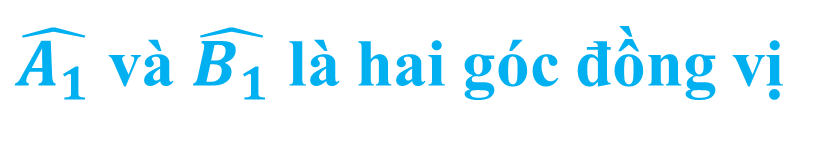 $\widehat{A_1}$ và $\widehat{B_1}$ là hai góc đồng vị